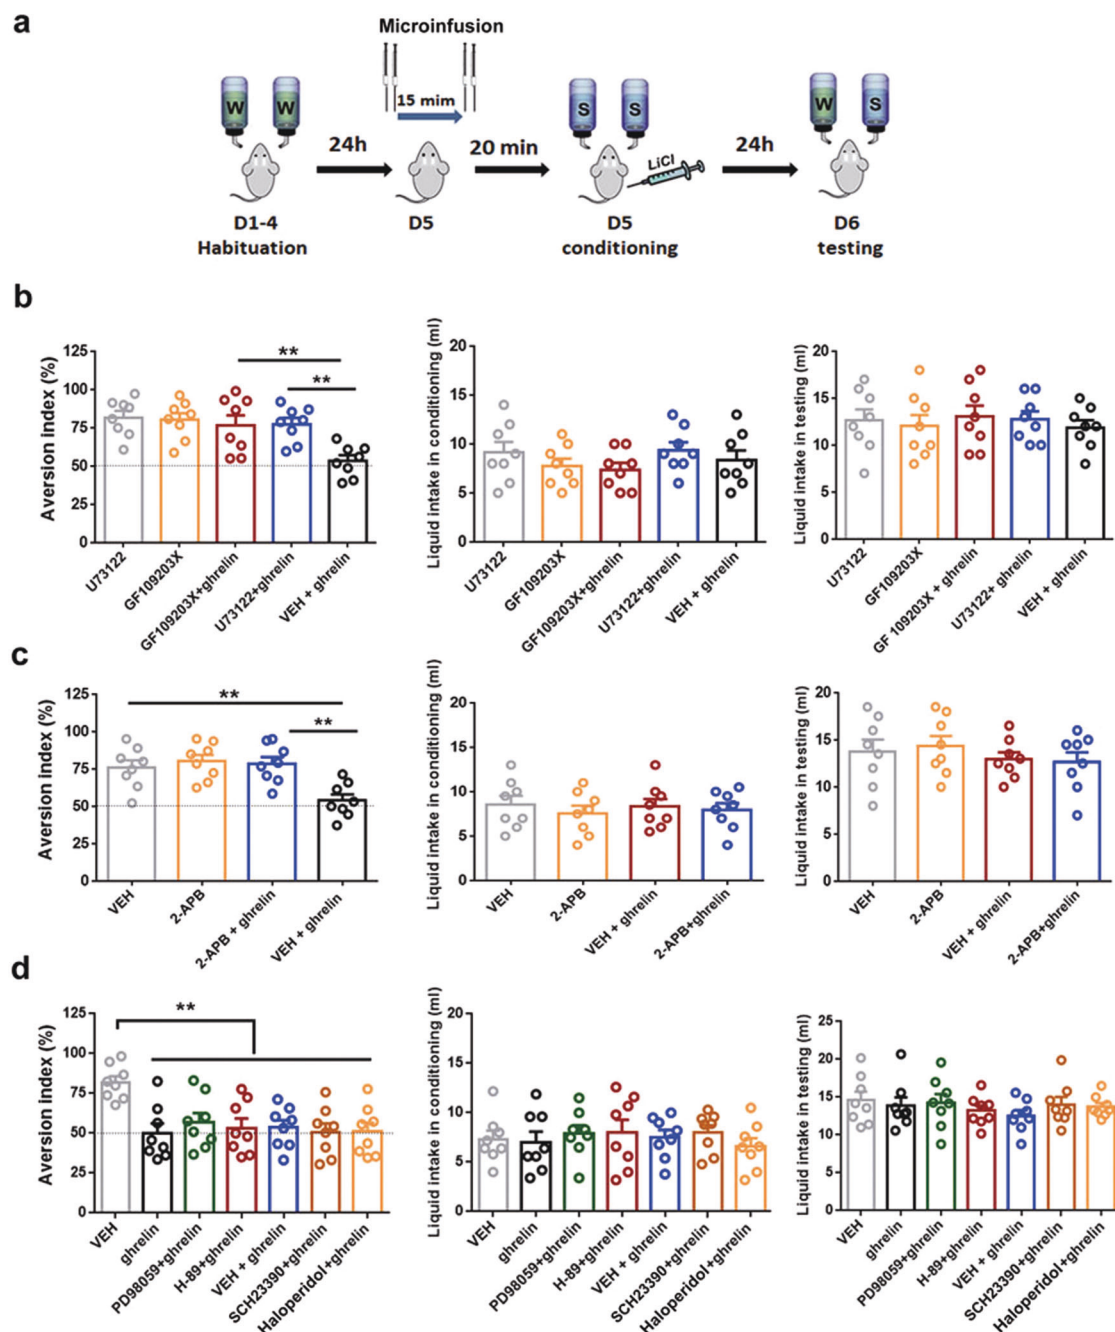 a
Microinfusion
15 mim
W W
W S
S S
LiCl
24h
20 min
24h
D1-4
Habituation
D5
D5
conditioning
D6
testing
b
Aversion index (%)
125
100
75
50
25
0
**
**
U73122
GF109203X
GF109203X+ghrelin
U73122+ghrelin
VEH + ghrelin
Liquid intake in conditioning (ml)
20
15
10
5
0
U73122
GF109203X
GF109203X+ghrelin
U73122+ghrelin
VEH + ghrelin
Liquid intake in testing (ml)
20
15
10
5
0
U73122
GF109203X
GF 109203X + ghrelin
U73122+ ghrelin
VEH + ghrelin
c
Aversion index (%)
125
100
75
50
25
0
**
**
VEH
2-APB
2-APB + ghrelin
VEH + ghrelin
Liquid intake in conditioning (ml)
20
15
10
5
0
VEH
2-APB
VEH + ghrelin
2-APB+ghrelin
Liquid intake in testing (ml)
20
15
10
5
0
VEH
2-APB
VEH + ghrelin
2-APB+ghrelin
d
Aversion index (%)
125
100
75
50
25
0
**
VEH
ghrelin
PD98059+ghrelin
H-89+ghrelin
VEH + ghrelin
SCH23390+ghrelin
Haloperidol+ghrelin
Liquid intake in conditioning (ml)
20
15
10
5
0
VEH
ghrelin
PD98059+ghrelin
H-89+ghrelin
VEH + ghrelin
SCH23390+ghrelin
Haloperidol+ghrelin
Liquid intake in testing (ml)
25
20
15
10
5
0
VEH
ghrelin
PD98059+ghrelin
H-89+ghrelin
VEH + ghrelin
SCH23390+ghrelin
Haloperidol+ghrelin